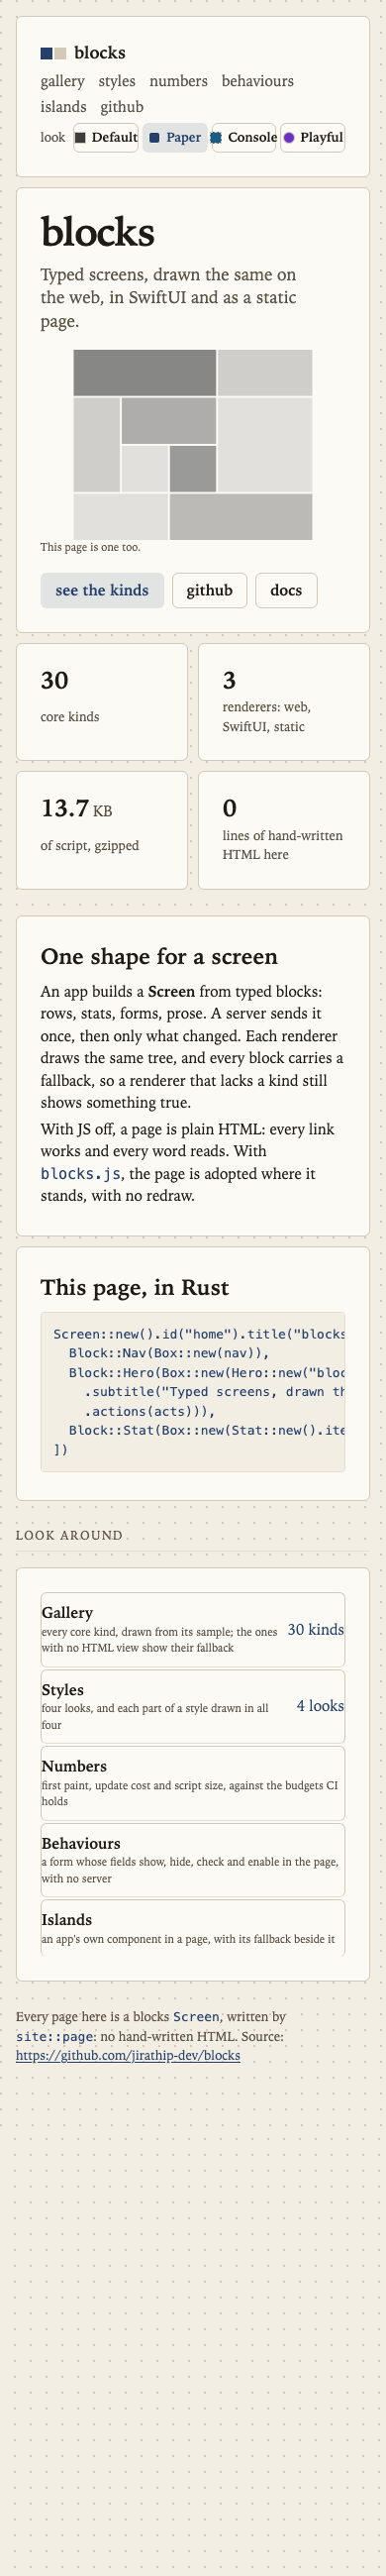 blocks
gallery styles numbers behaviours
islands github
look Default Paper Console Playful
blocks
Typed screens, drawn the same on
the web, in SwiftUI and as a static
page.
This page is one too.
see the kinds github docs
30
core kinds
3
renderers: web,
SwiftUI, static
13.7 KB
of script, gzipped
0
lines of hand-written
HTML here
One shape for a screen
An app builds a Screen from typed blocks:
rows, stats, forms, prose. A server sends it
once, then only what changed. Each renderer
draws the same tree, and every block carries a
fallback, so a renderer that lacks a kind still
shows something true.
With JS off, a page is plain HTML: every link
works and every word reads. With
blocks.js, the page is adopted where it
stands, with no redraw.
This page, in Rust
Screen::new().id("home").title("blocks
Block::Nav(Box::new(nav)),
Block::Hero(Box::new(Hero::new("bloc
.subtitle("Typed screens, drawn th
.actions(acts))),
Block::Stat(Box::new(Stat::new().ite
])
LOOK AROUND
Gallery
every core kind, drawn from its sample; the ones
with no HTML view show their fallback
30 kinds
Styles
four looks, and each part of a style drawn in all
four
4 looks
Numbers
first paint, update cost and script size, against the budgets CI
holds
Behaviours
a form whose fields show, hide, check and enable in the page,
with no server
Islands
an app's own component in a page, with its fallback beside it
Every page here is a blocks Screen, written by
site::page: no hand-written HTML. Source:
https://github.com/jirathip-dev/blocks